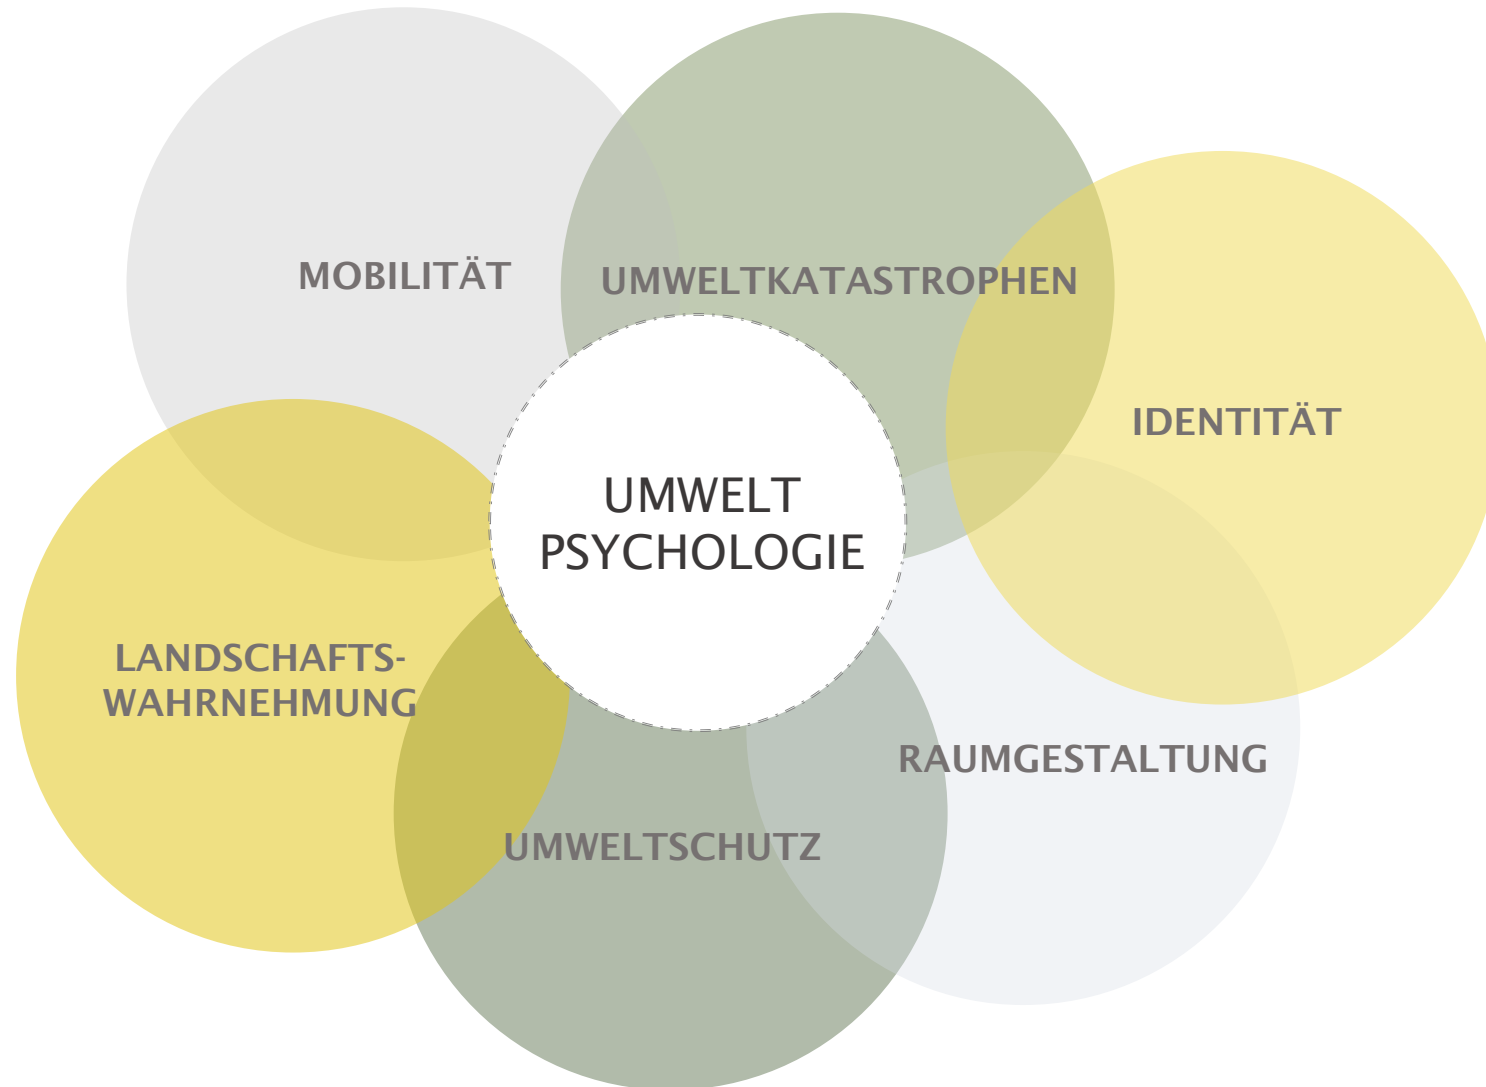 MOBILITÄT
UMWELTKATASTROPHEN
IDENTITÄT
UMWELT
PSYCHOLOGIE
LANDSCHAFTS-
WAHRNEHMUNG
RAUMGESTALTUNG
UMWELTSCHUTZ